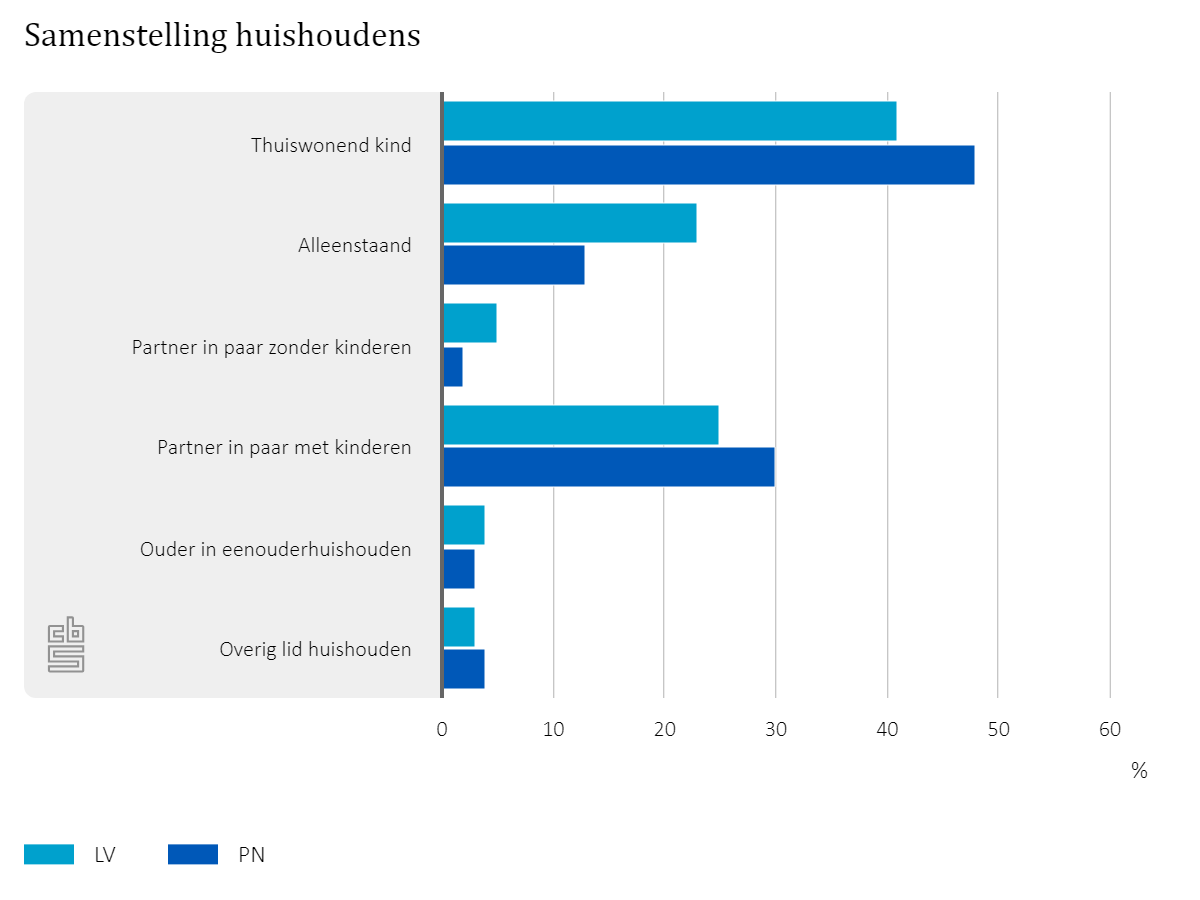 Samenstelling huishoudens
Thuiswonend kind
Alleenstaand
Partner in paar zonder kinderen
Partner in paar met kinderen
Ouder in eenouderhuishouden
Overig lid huishouden
cbs
0 10 20 30 40 50 60
%
LV PN